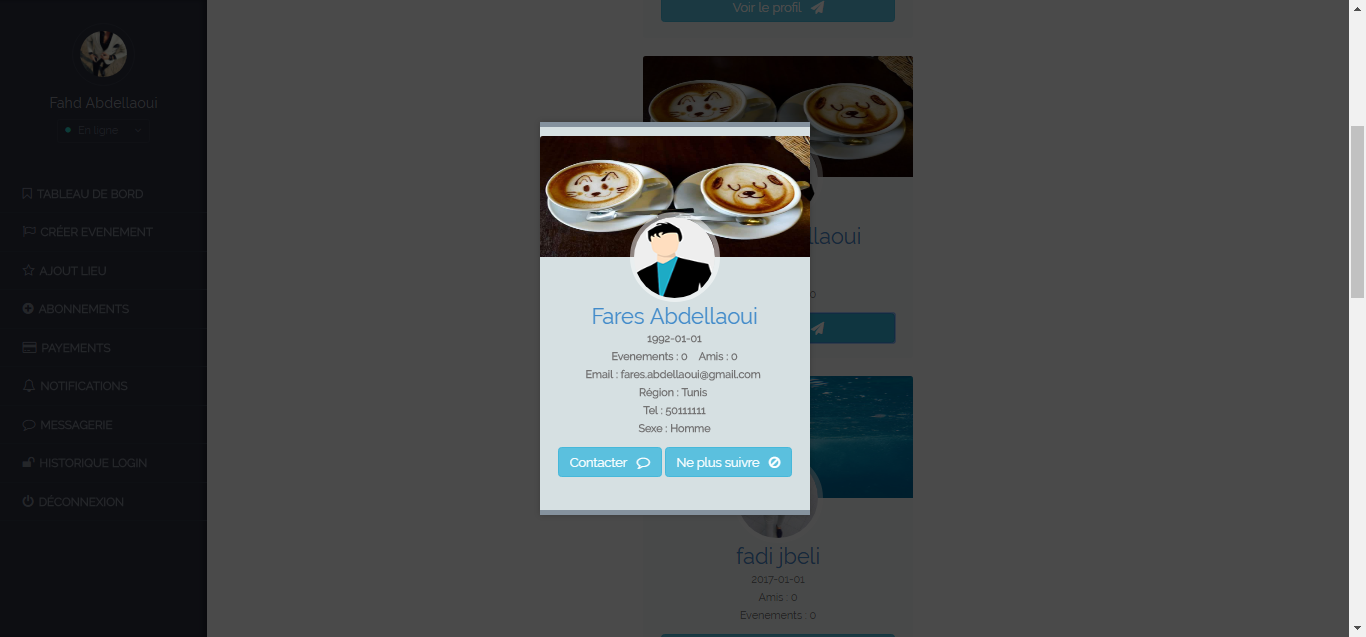 Fahd Abdellaoui
En ligne
TABLEAU DE BORD
CRÉER EVENEMENT
AJOUT LIEU
ABONNEMENTS
PAYEMENTS
NOTIFICATIONS
MESSAGERIE
HISTORIQUE LOGIN
DÉCONNEXION
Voir le profil
laoui
0
Fares Abdellaoui
1992-01-01
Evenements : 0 Amis : 0
Email : fares.abdellaoui@gmail.com
Région : Tunis
Tel : 50111111
Sexe : Homme
Contacter
Ne plus suivre
fadi jbeli
2017-01-01
Amis : 0
Evenements : 0